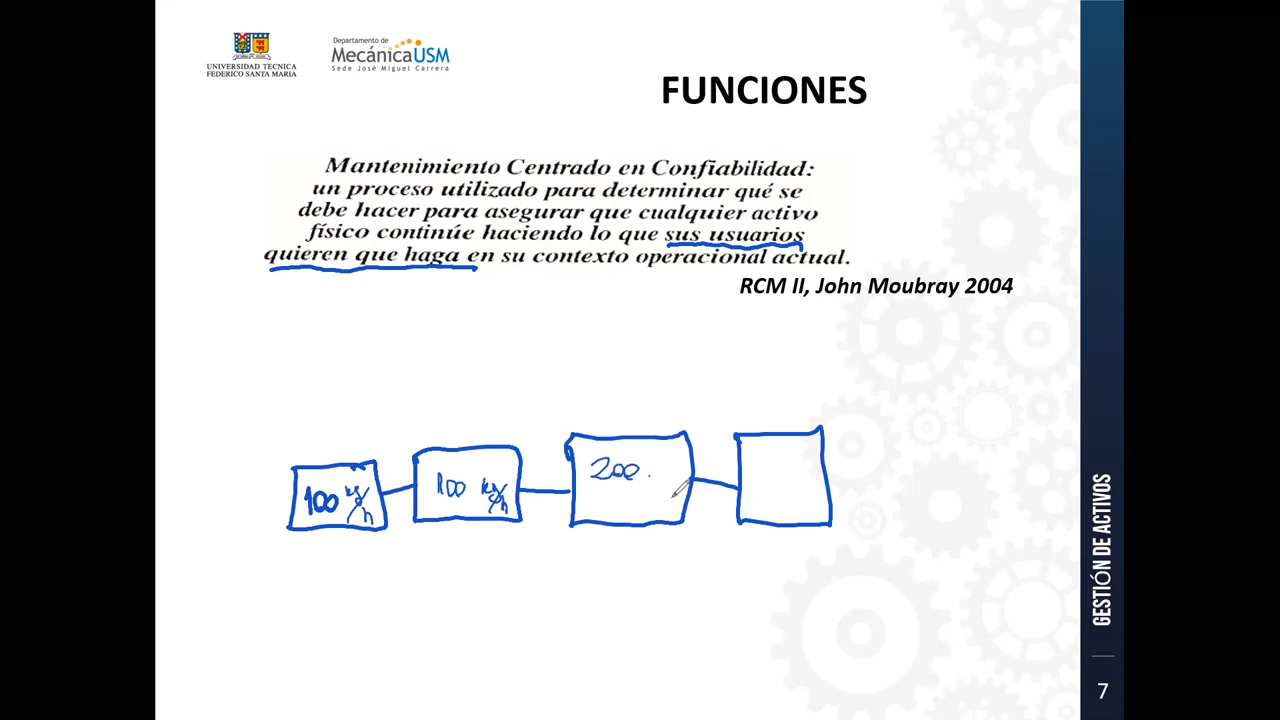 UNIVERSIDAD TECNICA
FEDERICO SANTA MARIA
Departamento de
MecánicaUSM
Sede José Miguel Carrera
FUNCIONES
Mantenimiento Centrado en Confiabilidad:
un proceso utilizado para determinar qué se
debe hacer para asegurar que cualquier activo
físico continúe haciendo lo que sus usuarios
quieren que haga en su contexto operacional actual.
RCM II, John Moubray 2004
100 kg/h
100 kg/h
200.
GESTIÓN DE ACTIVOS
7